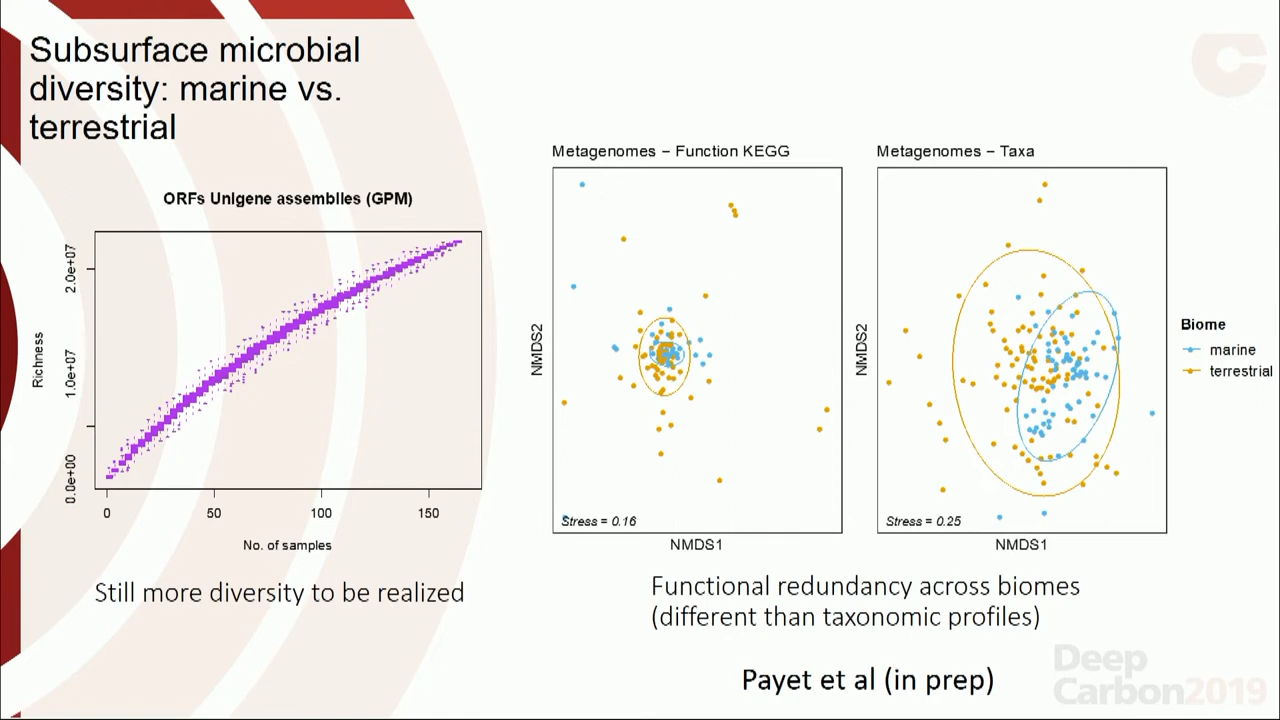 Subsurface microbial
diversity: marine vs.
terrestrial
ORFs Unigene assemblies (GPM)
Richness
2.0e+07
1.0e+07
0.0e+00
0
50
100
150
No. of samples
Still more diversity to be realized
Metagenomes – Function KEGG
NMDS2
Stress = 0.16
NMDS1
Metagenomes – Taxa
NMDS2
Stress = 0.25
NMDS1
Biome
marine
terrestrial
Functional redundancy across biomes
(different than taxonomic profiles)
Payet et al (in prep)
Deep
Carbon2019